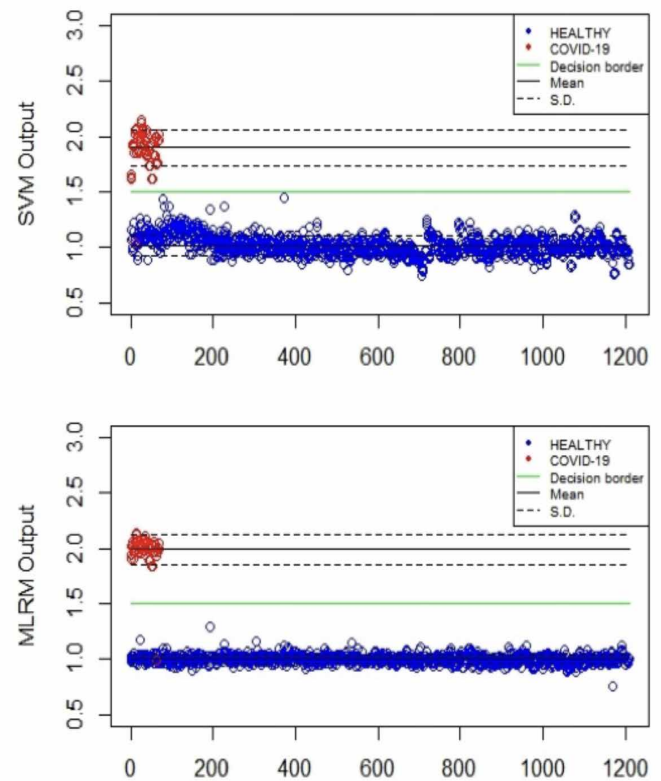 SVM Output
3.0
2.5
2.0
1.5
1.0
0.5
HEALTHY
COVID-19
Decision border
Mean
S.D.
0 200 400 600 800 1000 1200
MLRM Output
3.0
2.5
2.0
1.5
1.0
0.5
HEALTHY
COVID-19
Decision border
Mean
S.D.
0 200 400 600 800 1000 1200